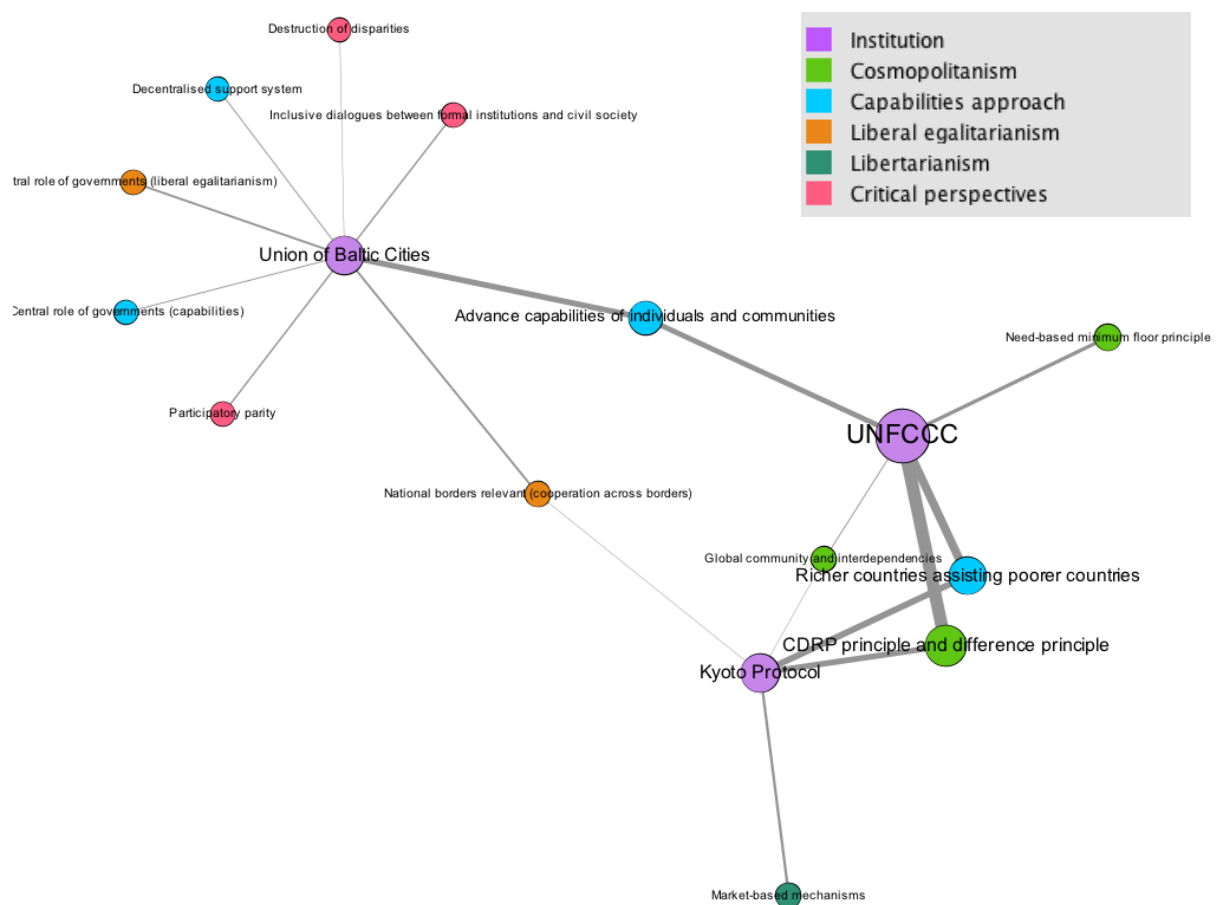 Destruction of disparities
Institution
Cosmopolitanism
Capabilities approach
Liberal egalitarianism
Libertarianism
Critical perspectives
Decentralised support system
Inclusive dialogues between formal institutions and civil society
role of governments (liberal egalitarianism)
Union of Baltic Cities
Central role of governments (capabilities)
Advance capabilities of individuals and communities
Need-based minimum floor principle
Participatory parity
UNFCCC
National borders relevant (cooperation across borders)
Global community and interdependencies
Richer countries assisting poorer countries
CDRP principle and difference principle
Kyoto Protocol
Market-based mechanisms